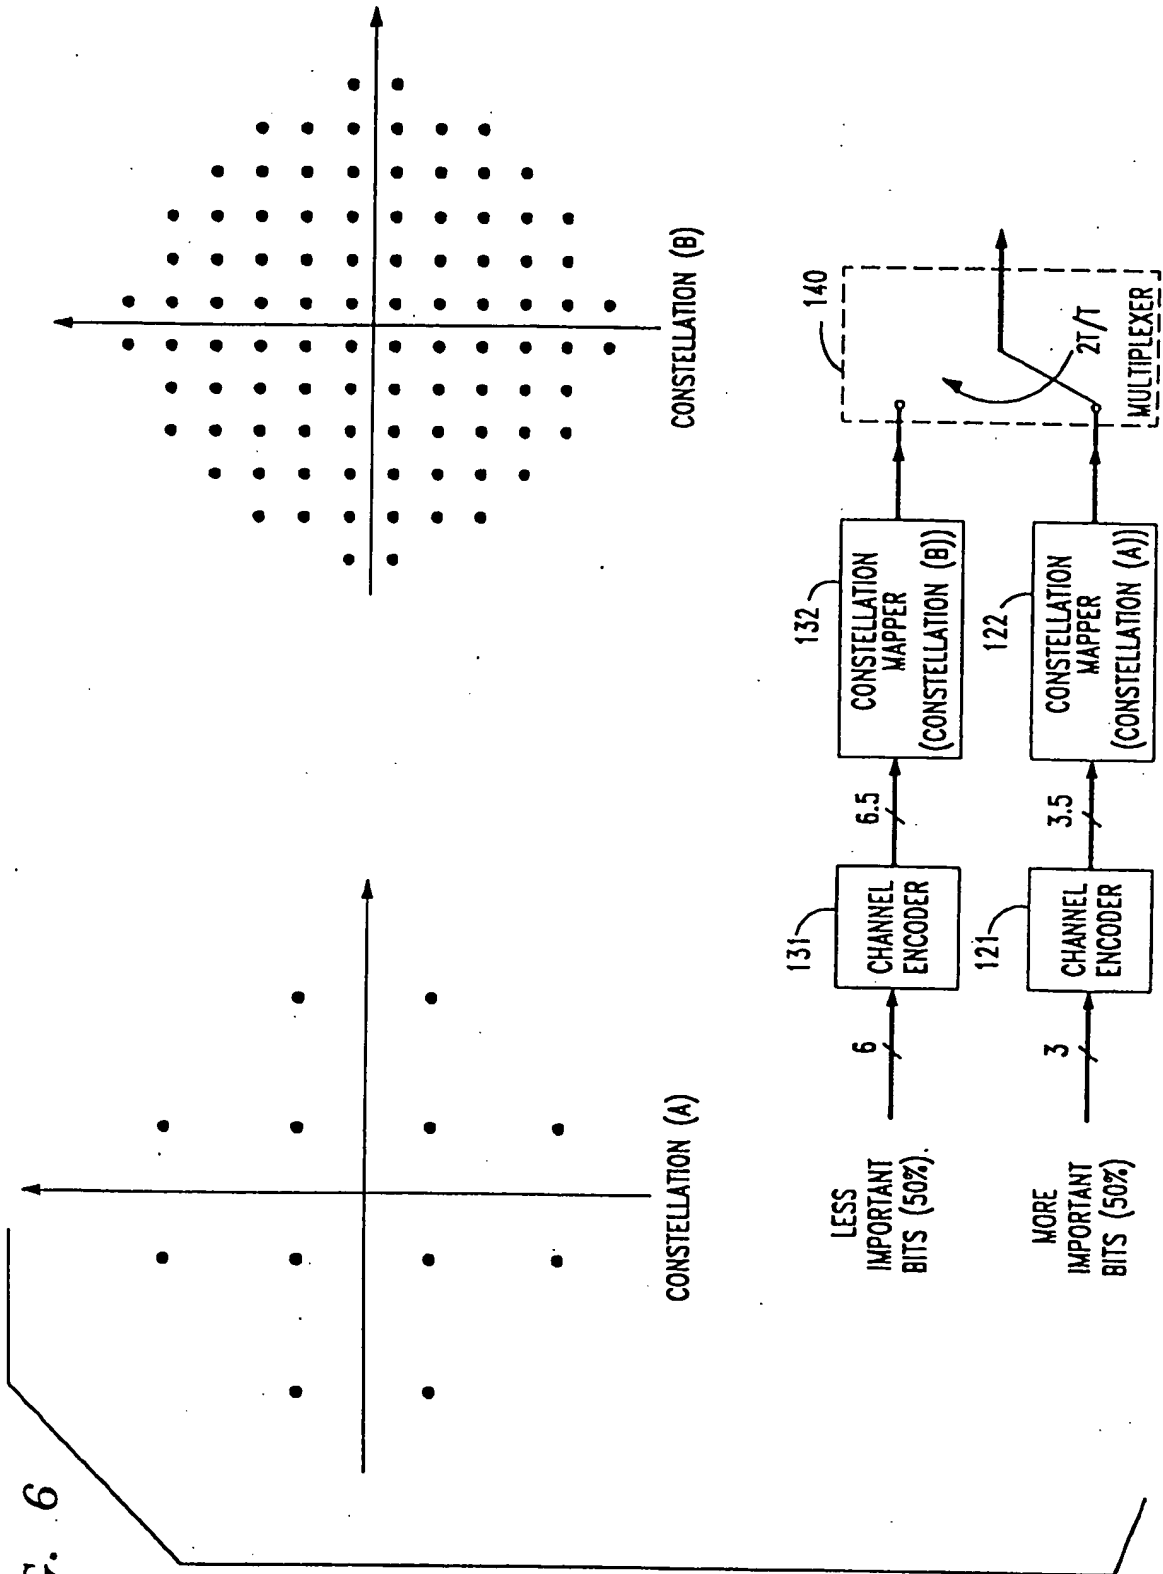 G. 6
CONSTELLATION (A)
CONSTELLATION (B)
LESS
IMPORTANT
BITS (50%).
6
131
CHANNEL
ENCODER
6.5
132
CONSTELLATION
MAPPER
(CONSTELLATION (B))
140
MORE
IMPORTANT
BITS (50%)
3
121
CHANNEL
ENCODER
3.5
122
CONSTELLATION
MAPPER
(CONSTELLATION (A))
2T/T
MULTIPLEXER